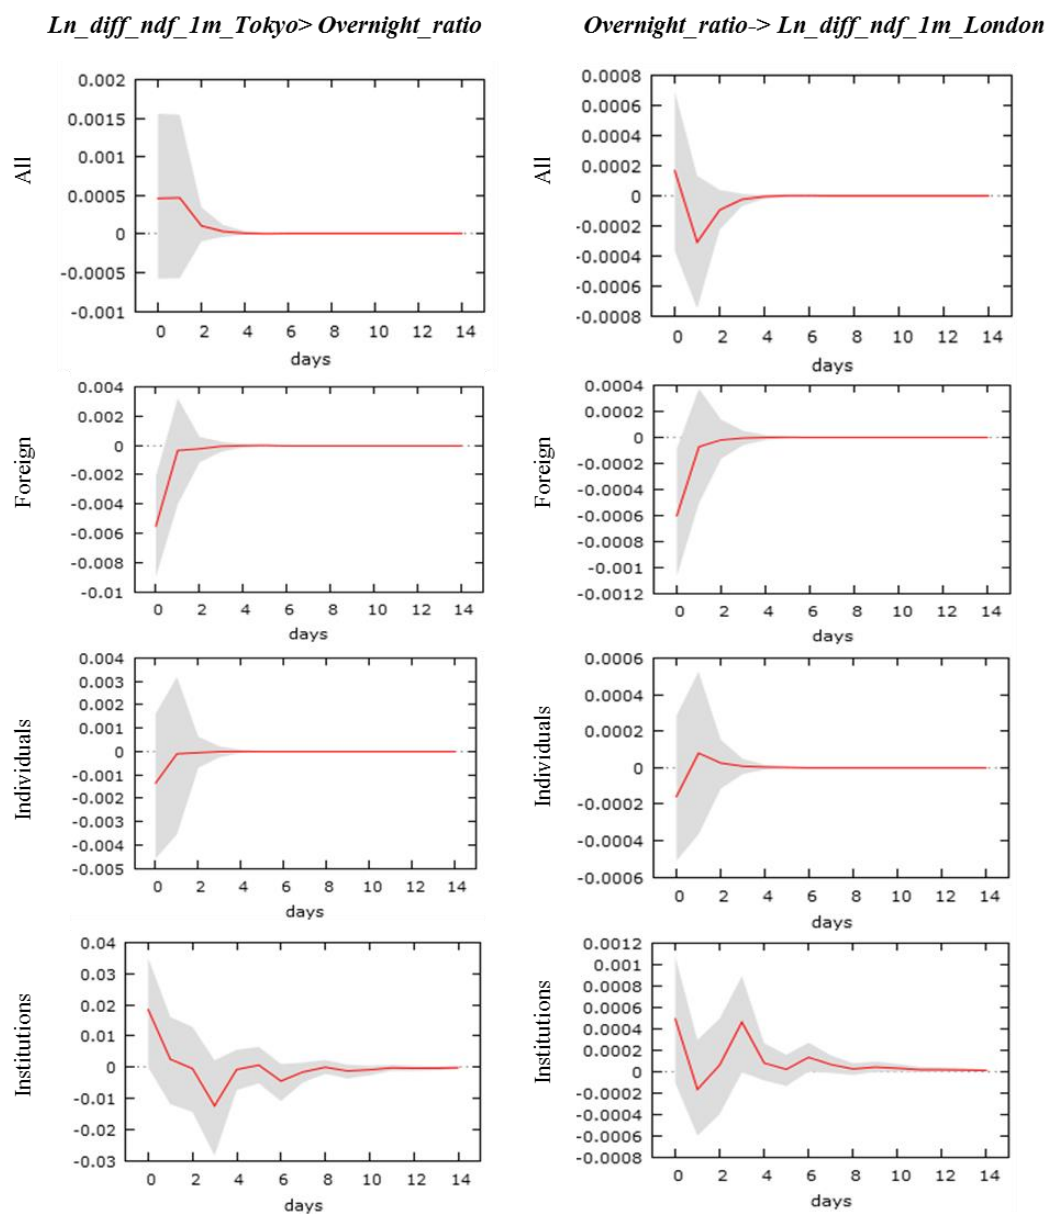 Ln_diff_ndf_1m_Tokyo> Overnight_ratio
Overnight_ratio-> Ln_diff_ndf_1m_London
All
0.002
0.0015
0.001
0.0005
0
-0.0005
-0.001
0 2 4 6 8 10 12 14
days
All
0.0008
0.0006
0.0004
0.0002
0
-0.0002
-0.0004
-0.0006
-0.0008
0 2 4 6 8 10 12 14
days
Foreign
0.004
0.002
0
-0.002
-0.004
-0.006
-0.008
-0.01
0 2 4 6 8 10 12 14
days
Foreign
0.0004
0.0002
0
-0.0002
-0.0004
-0.0006
-0.0008
-0.001
-0.0012
0 2 4 6 8 10 12 14
days
Individuals
0.004
0.003
0.002
0.001
0
-0.001
-0.002
-0.003
-0.004
-0.005
0 2 4 6 8 10 12 14
days
Individuals
0.0006
0.0004
0.0002
0
-0.0002
-0.0004
-0.0006
0 2 4 6 8 10 12 14
days
Institutions
0.04
0.03
0.02
0.01
0
-0.01
-0.02
-0.03
0 2 4 6 8 10 12 14
days
Institutions
0.0012
0.001
0.0008
0.0006
0.0004
0.0002
0
-0.0002
-0.0004
-0.0006
-0.0008
0 2 4 6 8 10 12 14
days